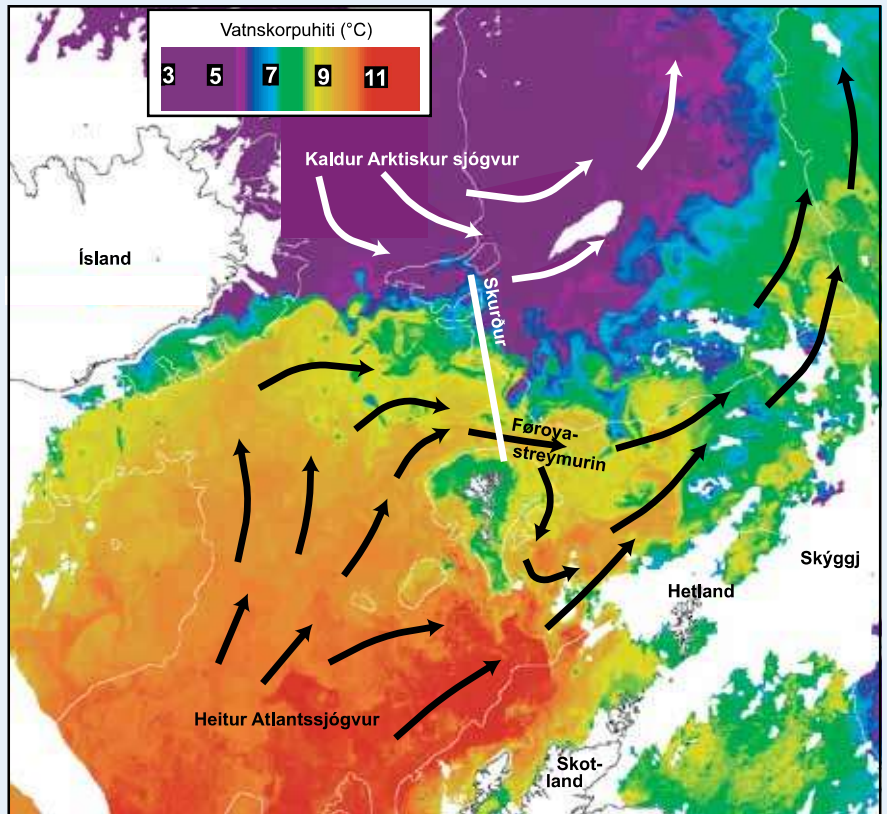 Vatnskorpuhiti (°C)
3 5 7 9 11
Kaldur Arktiskur sjógvur
Ísland
Skurður
Føroya-
streymurin
Skýggj
Hetland
Heitur Atlantssjógvur
Skot-
land